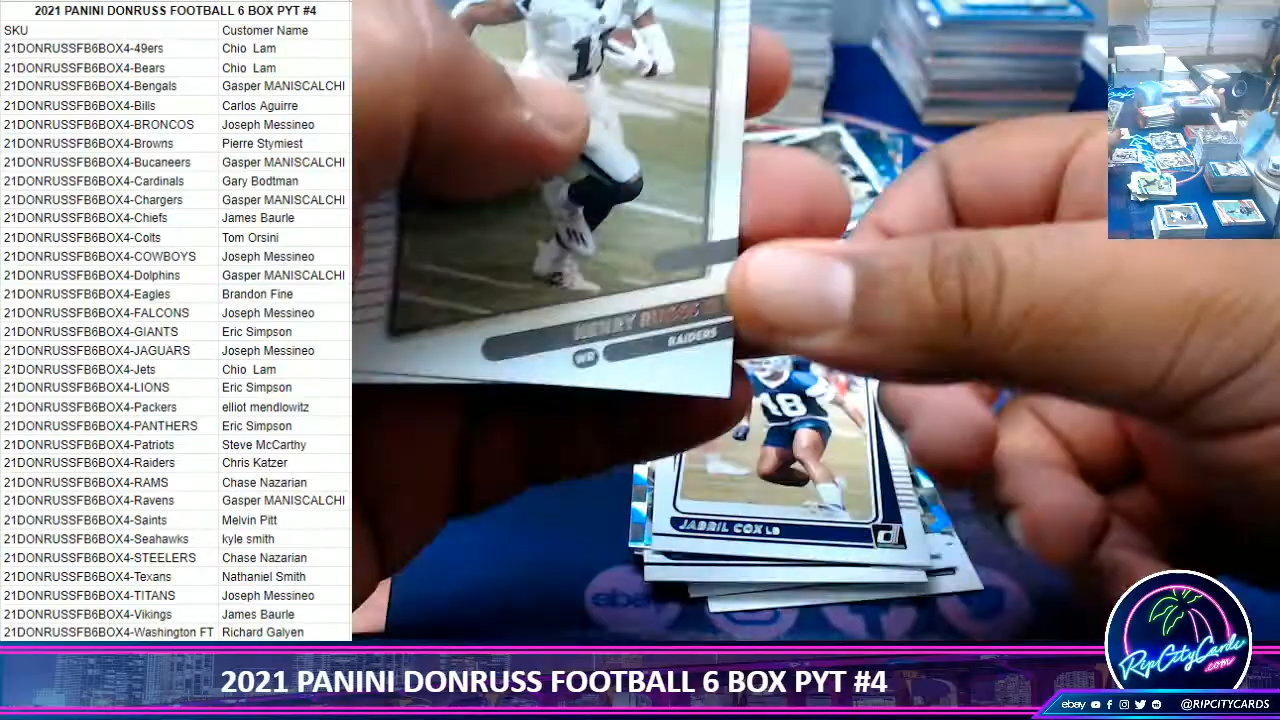 2021 PANINI DONRUSS FOOTBALL 6 BOX PYT #4
SKU Customer Name
21DONRUSSFB6BOX4-49ers Chio Lam
21DONRUSSFB6BOX4-Bears Chio Lam
21DONRUSSFB6BOX4-Bengals Gasper MANISCALCHI
21DONRUSSFB6BOX4-Bills Carlos Aguirre
21DONRUSSFB6BOX4-BRONCOS Joseph Messineo
21DONRUSSFB6BOX4-Browns Pierre Stymiest
21DONRUSSFB6BOX4-Bucaneers Gasper MANISCALCHI
21DONRUSSFB6BOX4-Cardinals Gary Bodtman
21DONRUSSFB6BOX4-Chargers Gasper MANISCALCHI
21DONRUSSFB6BOX4-Chiefs James Baurle
21DONRUSSFB6BOX4-Colts Tom Orsini
21DONRUSSFB6BOX4-COWBOYS Joseph Messineo
21DONRUSSFB6BOX4-Dolphins Gasper MANISCALCHI
21DONRUSSFB6BOX4-Eagles Brandon Fine
21DONRUSSFB6BOX4-FALCONS Joseph Messineo
21DONRUSSFB6BOX4-GIANTS Eric Simpson
21DONRUSSFB6BOX4-JAGUARS Joseph Messineo
21DONRUSSFB6BOX4-Jets Chio Lam
21DONRUSSFB6BOX4-LIONS Eric Simpson
21DONRUSSFB6BOX4-Packers elliot mendlowitz
21DONRUSSFB6BOX4-PANTHERS Eric Simpson
21DONRUSSFB6BOX4-Patriots Steve McCarthy
21DONRUSSFB6BOX4-Raiders Chris Katzer
21DONRUSSFB6BOX4-RAMS Chase Nazarian
21DONRUSSFB6BOX4-Ravens Gasper MANISCALCHI
21DONRUSSFB6BOX4-Saints Melvin Pitt
21DONRUSSFB6BOX4-Seahawks kyle smith
21DONRUSSFB6BOX4-STEELERS Chase Nazarian
21DONRUSSFB6BOX4-Texans Nathaniel Smith
21DONRUSSFB6BOX4-TITANS Joseph Messineo
21DONRUSSFB6BOX4-Vikings James Baurle
21DONRUSSFB6BOX4-Washington FT Richard Galyen
HENRY RUGGS
WR RAIDERS
18
JABRIL COX LB
ebay
RipCityCards
.com
2021 PANINI DONRUSS FOOTBALL 6 BOX PYT #4
ebay @RIPCITYCARDS